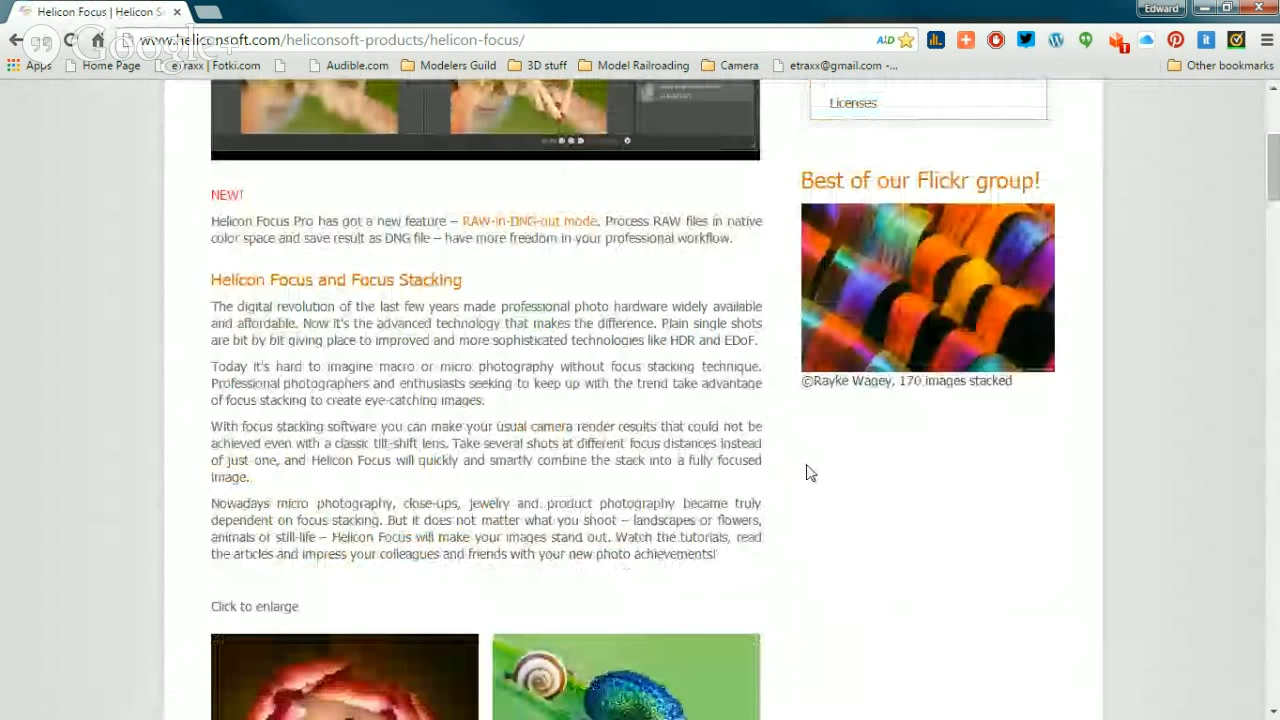 Helicon Focus | Helicon S
Edward
Google+
www.heliconsoft.com/heliconsoft-products/helicon-focus/
Apps
Home Page
Fotki.com
Audible.com
Modelers Guild
3D stuff
Model Railroading
Camera
etraxx@gmail.com -...
Other bookmarks
Licenses
NEW!
Helicon Focus Pro has got a new feature – RAW-in-DNG-out mode. Process RAW files in native
color space and save result as DNG file – have more freedom in your professional workflow.
Helicon Focus and Focus Stacking
The digital revolution of the last few years made professional photo hardware widely available
and affordable. Now it's the advanced technology that makes the difference. Plain single shots
are bit by bit giving place to improved and more sophisticated technologies like HDR and EDoF.
Today it's hard to imagine macro or micro photography without focus stacking technique.
Professional photographers and enthusiasts seeking to keep up with the trend take advantage
of focus stacking to create eye-catching images.
With focus stacking software you can make your usual camera render results that could not be
achieved even with a classic tilt-shift lens. Take several shots at different focus distances instead
of just one, and Helicon Focus will quickly and smartly combine the stack into a fully focused
image.
Nowadays micro photography, close-ups, jewelry and product photography became truly
dependent on focus stacking. But it does not matter what you shoot – landscapes or flowers,
animals or still-life – Helicon Focus will make your images stand out. Watch the tutorials, read
the articles and impress your colleagues and friends with your new photo achievements!
Click to enlarge
Best of our Flickr group!
©Rayke Wagey, 170 images stacked